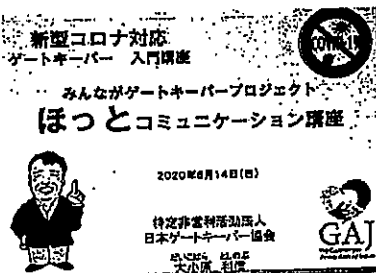 新型コロナ対応
COVID-19
ゲートキーパー 入門講座
みんながゲートキーパープロジェクト
ほっとコミュニケーション講座
2020年6月14日(日)
特定非営利活動法人
日本ゲートキーパー協会
GAJ
大小原 利信